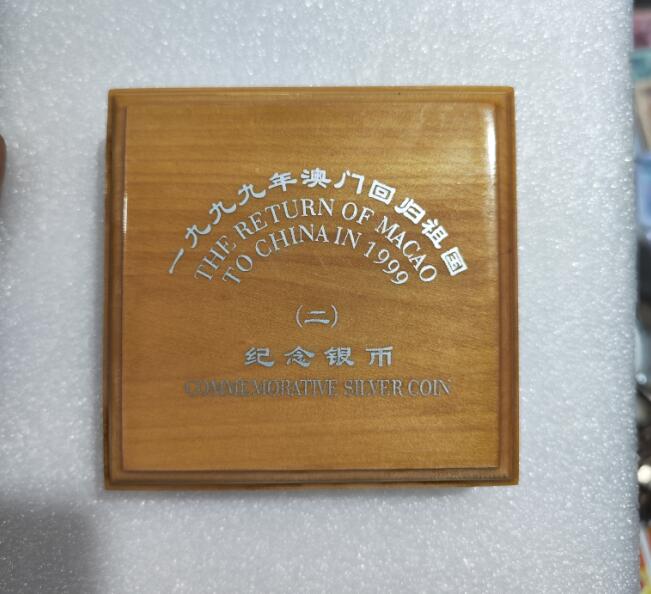 一九九九年澳门回归祖国
THE RETURN OF MACAO
TO CHINA IN 1999
(二)
纪念银币
COMMEMORATIVE SILVER COIN